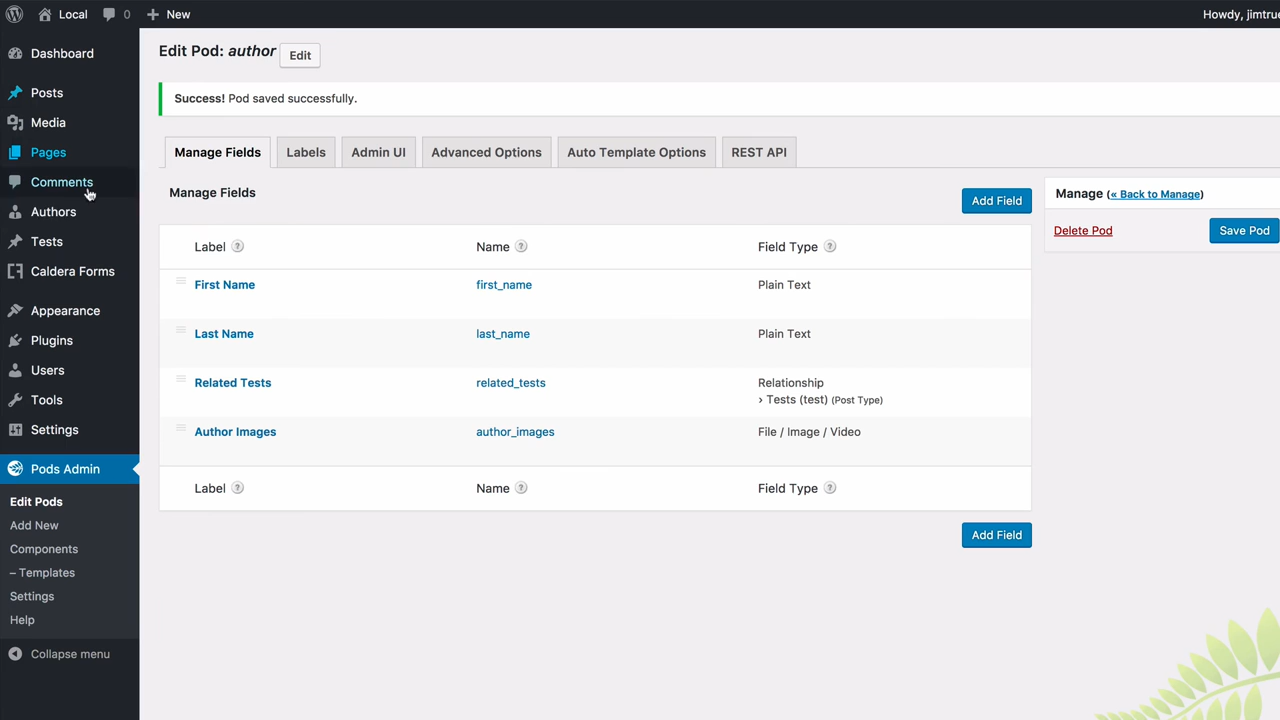 Local
0
New
Howdy, jimtrue
Dashboard
Posts
Media
Pages
Comments
Authors
Tests
Caldera Forms
Appearance
Plugins
Users
Tools
Settings
Pods Admin
Edit Pods
Add New
Components
– Templates
Settings
Help
Collapse menu
Edit Pod: author
Edit
Success! Pod saved successfully.
Manage Fields
Labels
Admin UI
Advanced Options
Auto Template Options
REST API
Manage Fields
Add Field
Label ?
Name ?
Field Type ?
First Name
first_name
Plain Text
Last Name
last_name
Plain Text
Related Tests
related_tests
Relationship
› Tests (test) (Post Type)
Author Images
author_images
File / Image / Video
Label ?
Name ?
Field Type ?
Add Field
Manage (« Back to Manage)
Delete Pod
Save Pod